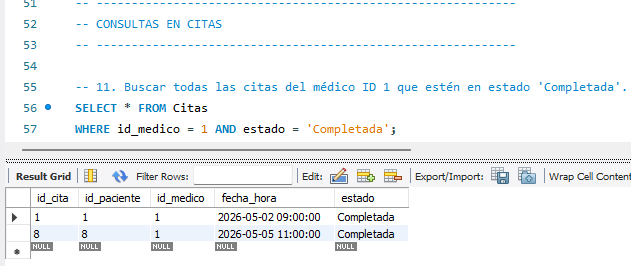 51 -- -------------------------------------------------------------
52 -- CONSULTAS EN CITAS
53 -- -------------------------------------------------------------
54
55 -- 11. Buscar todas las citas del médico ID 1 que estén en estado 'Completada'.
56 SELECT * FROM Citas
57 WHERE id_medico = 1 AND estado = 'Completada';
Result Grid Filter Rows: Edit: Export/Import: Wrap Cell Content
id_cita id_paciente id_medico fecha_hora estado
1 1 1 2026-05-02 09:00:00 Completada
8 8 1 2026-05-05 11:00:00 Completada
NULL NULL NULL NULL NULL